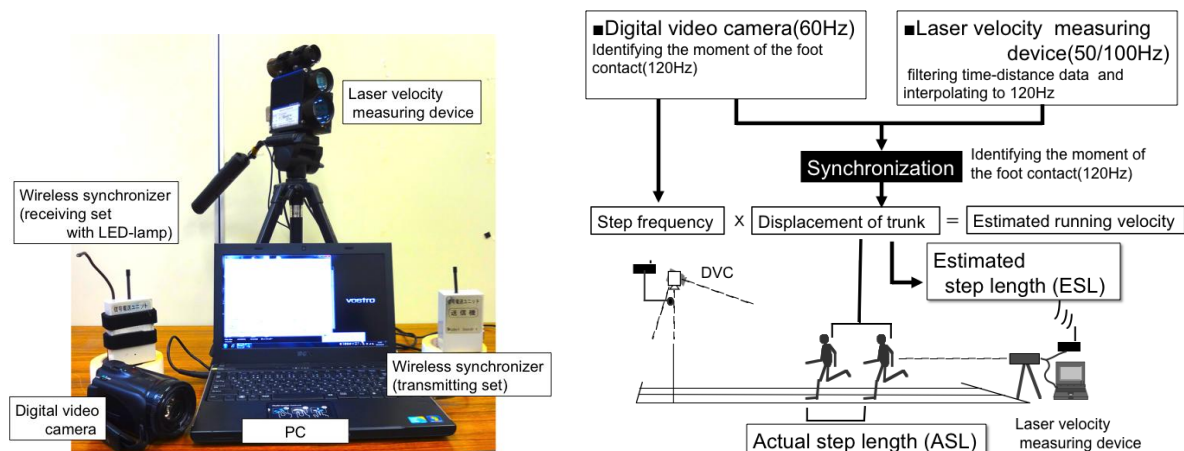 Laser velocity
measuring device
Wireless synchronizer
(receiving set
with LED-lamp)
vostro
送信機
Wireless synchronizer
(transmitting set)
Digital video
camera
PC
■Digital video camera(60Hz)
Identifying the moment of the foot
contact(120Hz)
■Laser velocity measuring
device(50/100Hz)
filtering time-distance data and
interpolating to 120Hz
Synchronization
Identifying the moment of
the foot contact(120Hz)
Step frequency × Displacement of trunk = Estimated running velocity
DVC
Estimated
step length (ESL)
Actual step length (ASL)
Laser velocity
measuring device